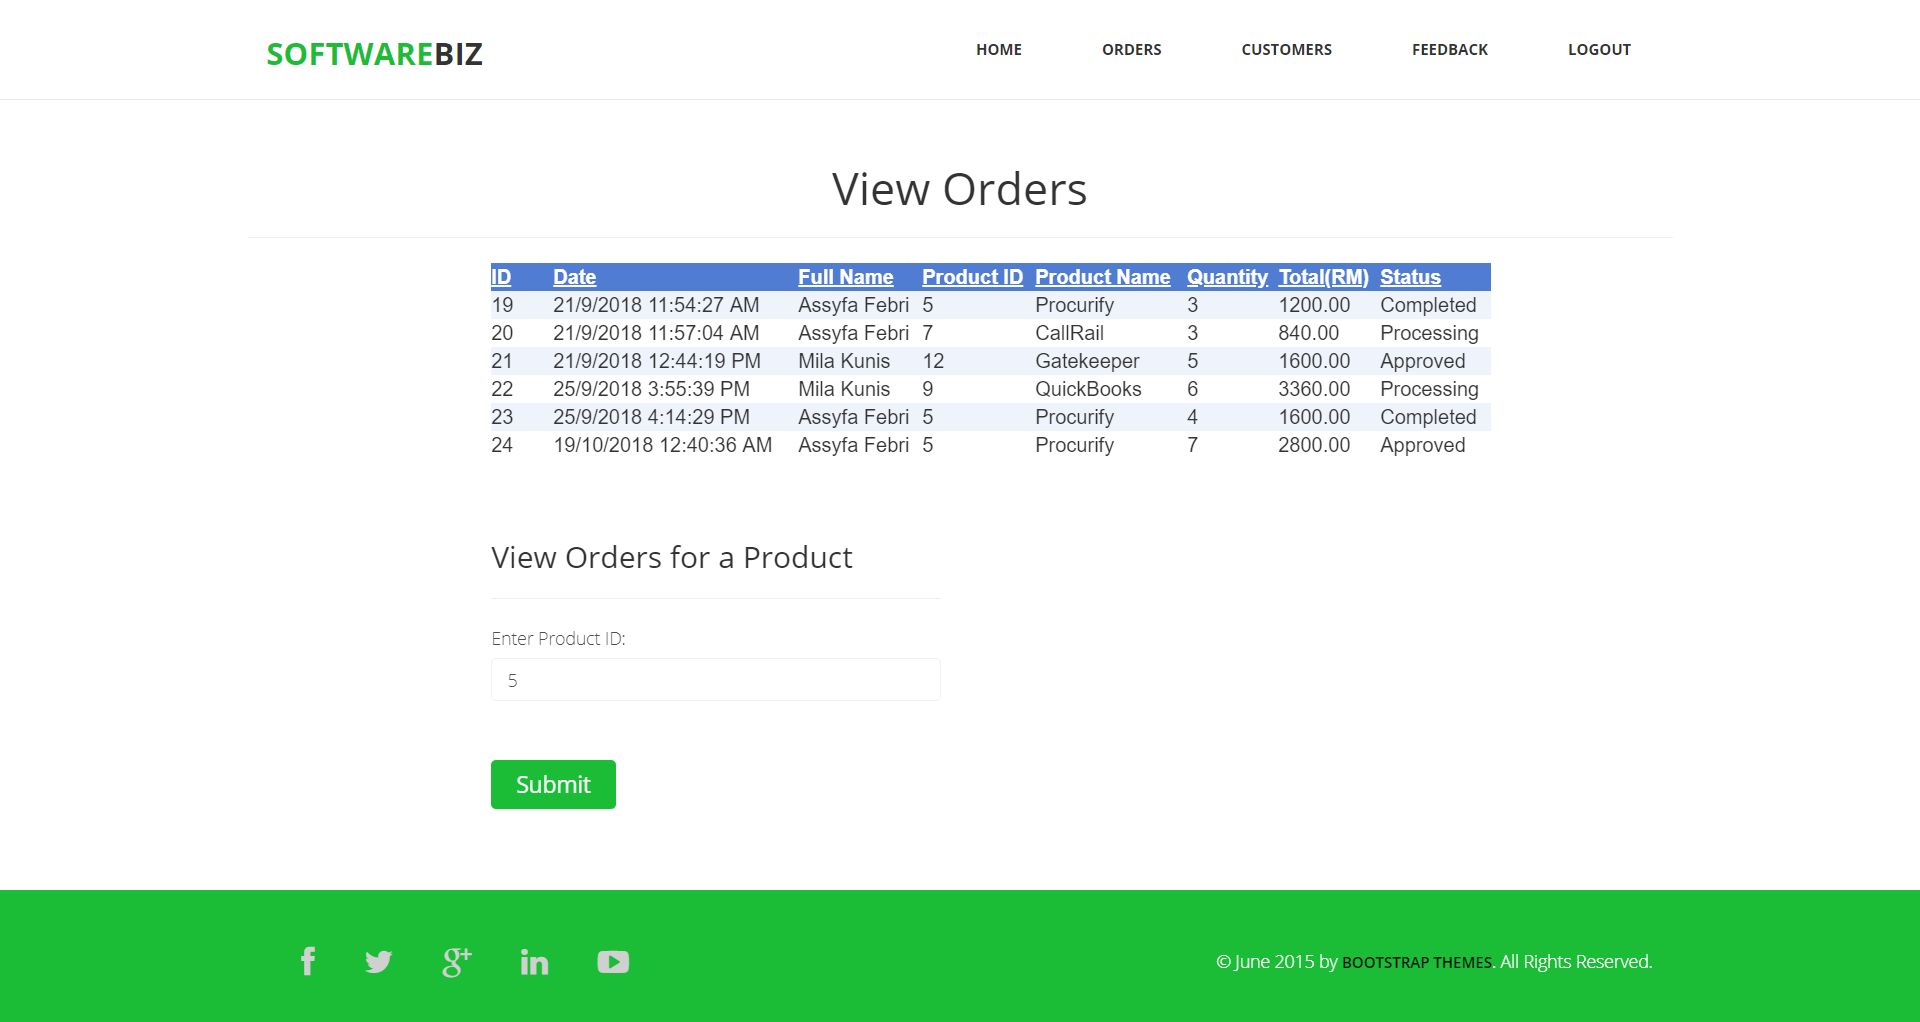 SOFTWAREBIZ HOME ORDERS CUSTOMERS FEEDBACK LOGOUT
View Orders
ID Date Full Name Product ID Product Name Quantity Total(RM) Status
19 21/9/2018 11:54:27 AM Assyfa Febri 5 Procurify 3 1200.00 Completed
20 21/9/2018 11:57:04 AM Assyfa Febri 7 CallRail 3 840.00 Processing
21 21/9/2018 12:44:19 PM Mila Kunis 12 Gatekeeper 5 1600.00 Approved
22 25/9/2018 3:55:39 PM Mila Kunis 9 QuickBooks 6 3360.00 Processing
23 25/9/2018 4:14:29 PM Assyfa Febri 5 Procurify 4 1600.00 Completed
24 19/10/2018 12:40:36 AM Assyfa Febri 5 Procurify 7 2800.00 Approved
View Orders for a Product
Enter Product ID:
5
Submit
© June 2015 by BOOTSTRAP THEMES. All Rights Reserved.